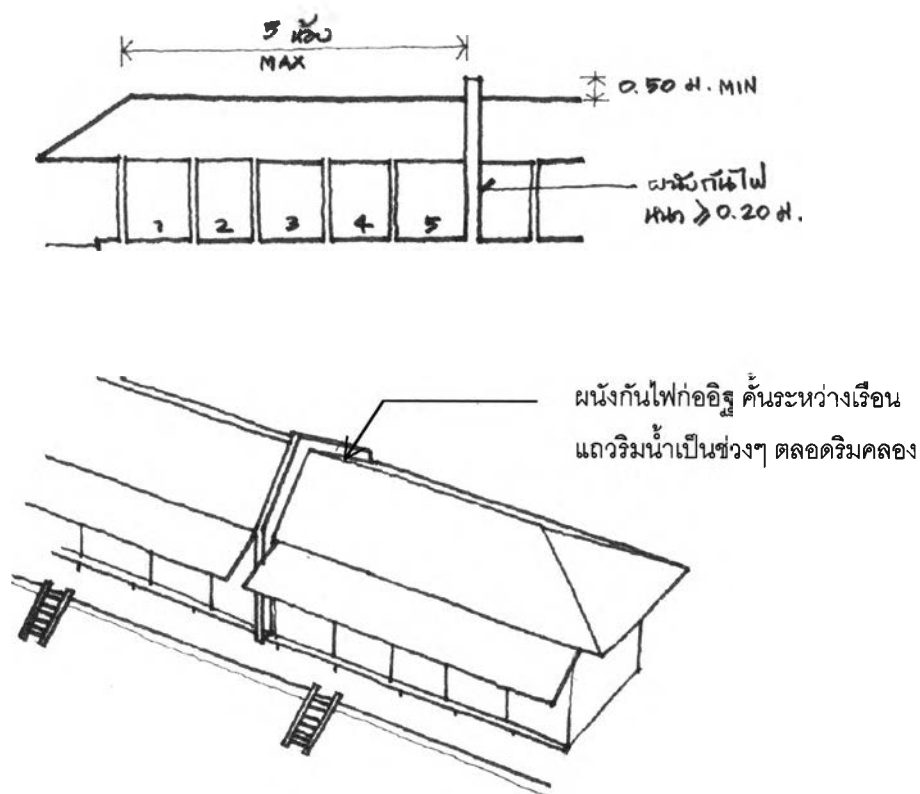 5 ห้อง
MAX
0.50 ม. MIN
ผนังกันไฟ
หนา ≥ 0.20 ม.
1 2 3 4 5
ผนังกันไฟก่ออิฐ คั้นระหว่างเรือน
แถวริมน้ำเป็นช่วงๆ ตลอดริมคลอง